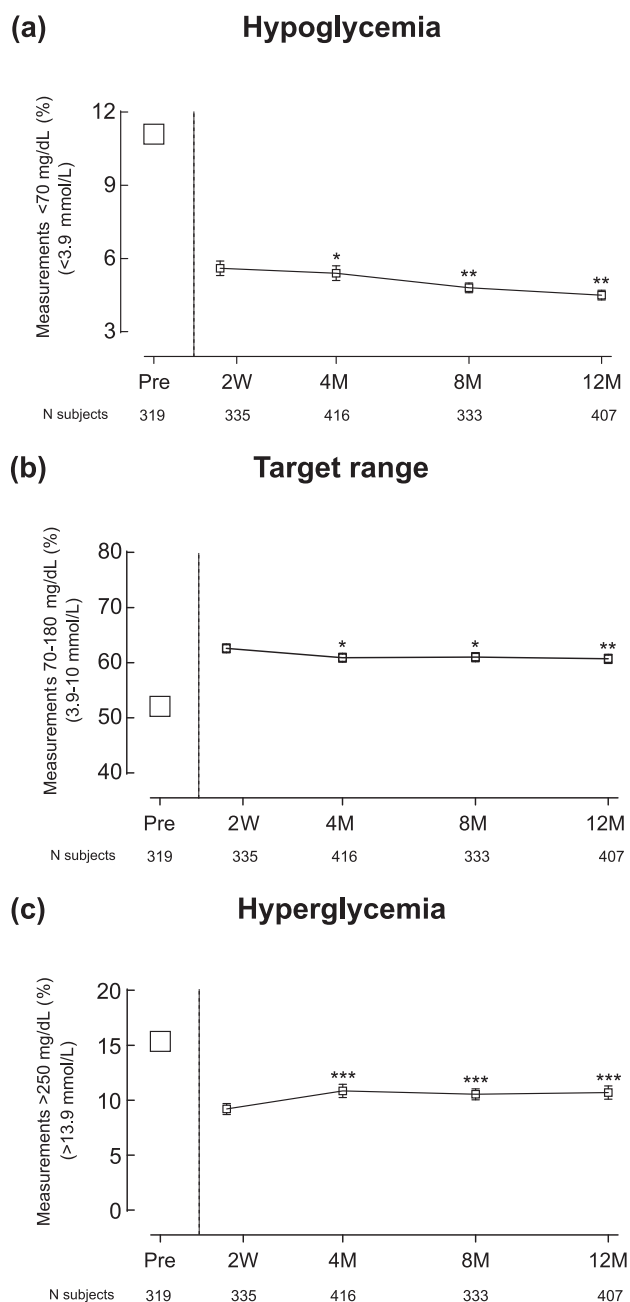 (a) Hypoglycemia
Measurements <70 mg/dL (%)
(<3.9 mmol/L)
12
9
6
3
* ** **
Pre 2W 4M 8M 12M
N subjects 319 335 416 333 407
(b) Target range
Measurements 70-180 mg/dL (%)
(3.9-10 mmol/L)
80
70
60
50
40
* * **
Pre 2W 4M 8M 12M
N subjects 319 335 416 333 407
(c) Hyperglycemia
Measurements >250 mg/dL (%)
(>13.9 mmol/L)
20
15
10
5
0
*** *** ***
Pre 2W 4M 8M 12M
N subjects 319 335 416 333 407